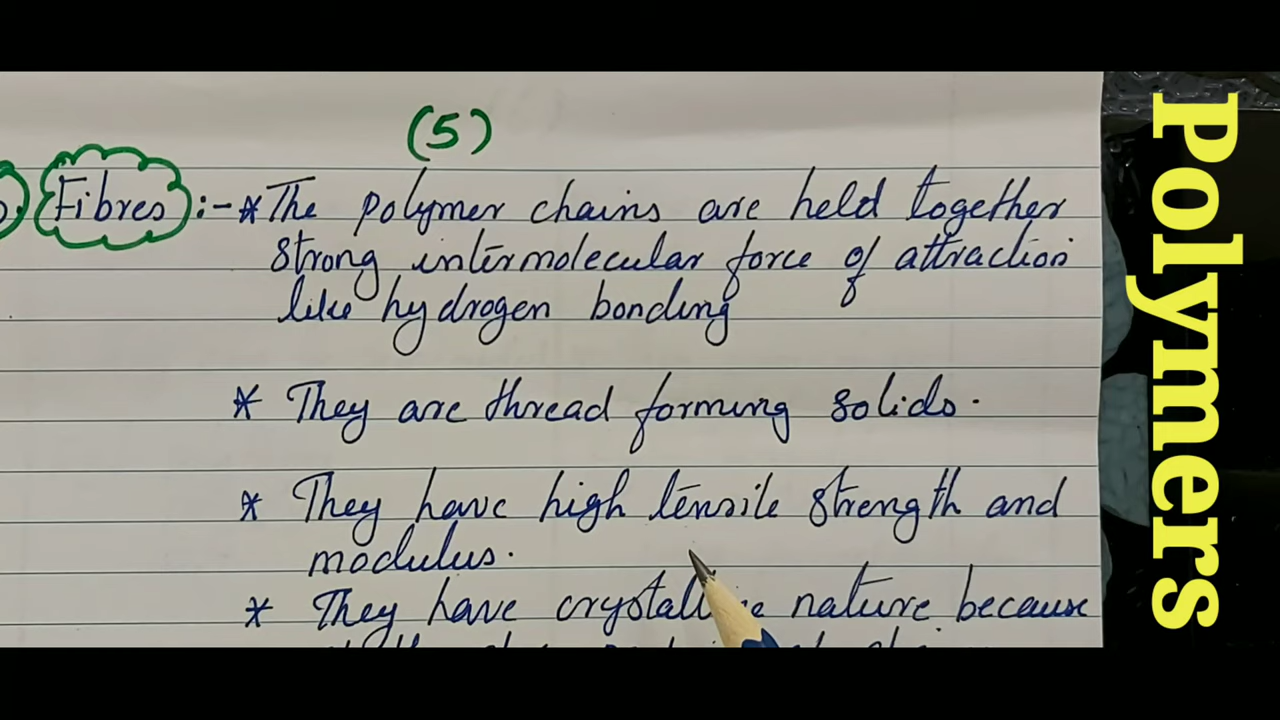 (5)
Fibres :- * The polymer chains are held together
strong intermolecular force of attraction
like hydrogen bonding
* They are thread forming solids.
* They have high tensile strength and
modulus.
* They have crystalline nature because
Polymers